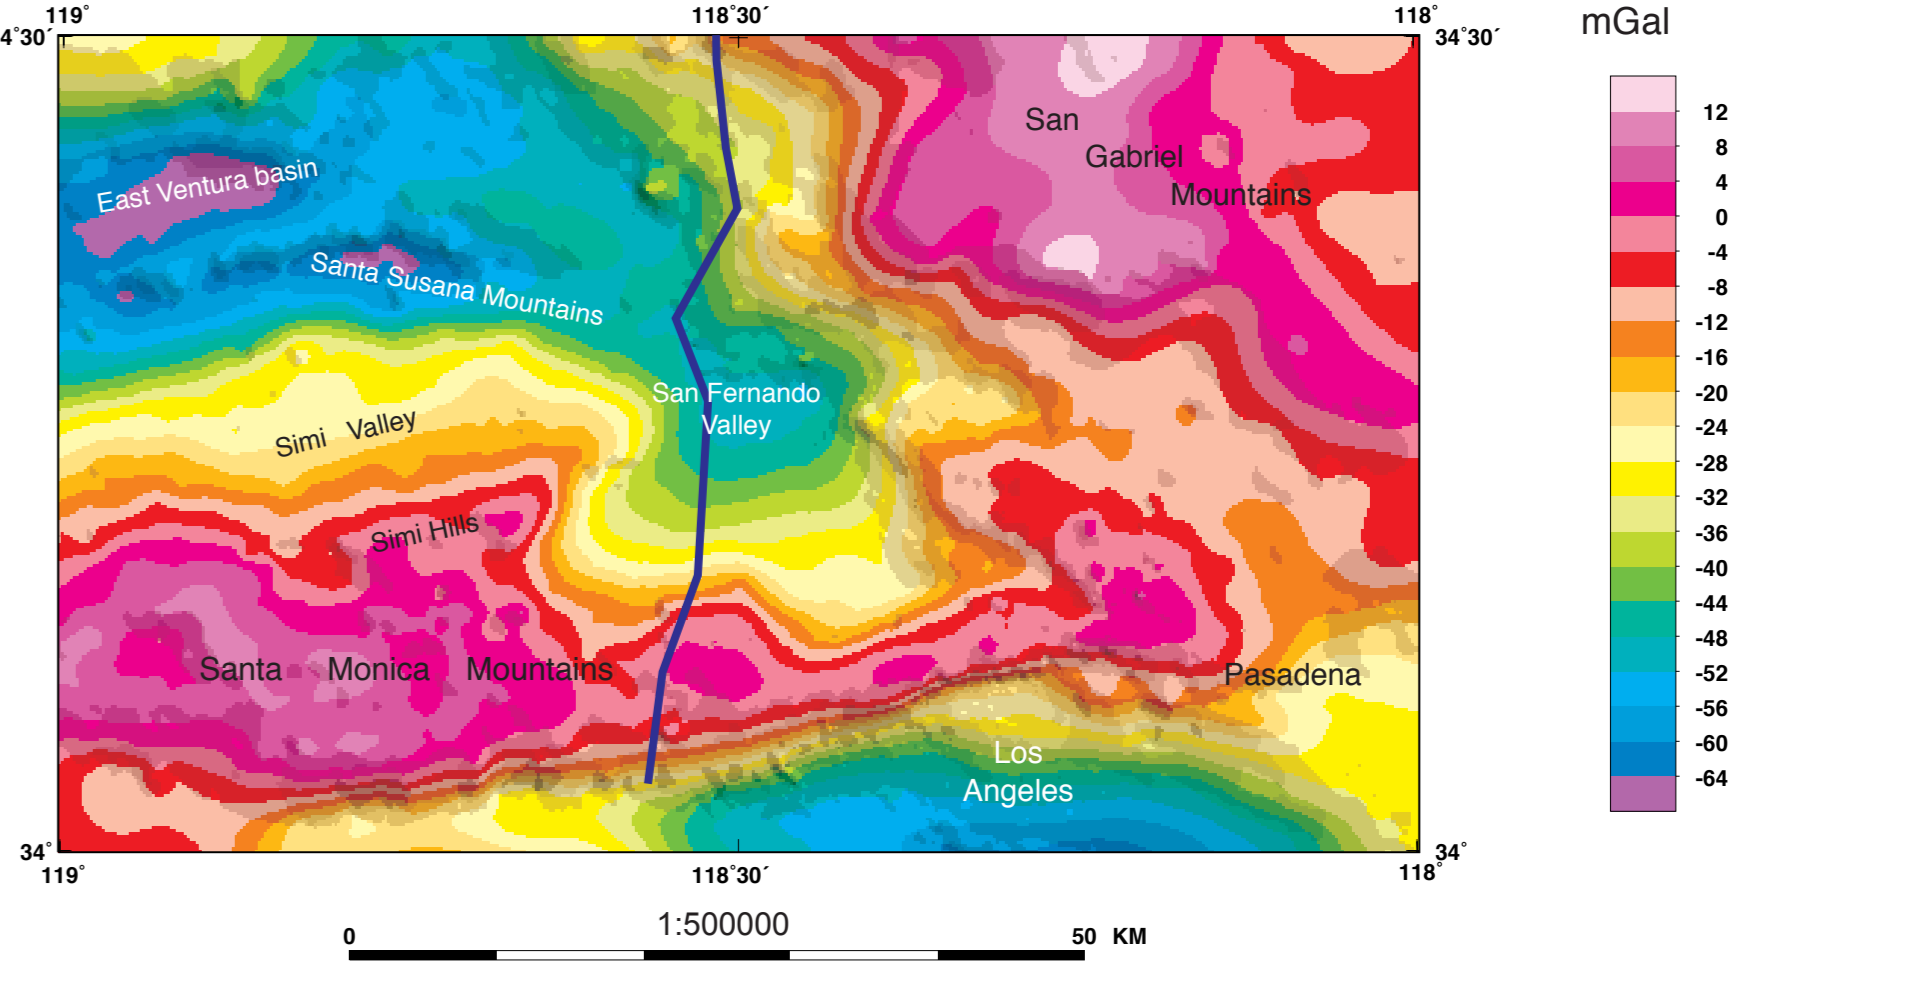 119° 118°30´ 118° mGal
4°30´ 34°30´
12
8
4
0
-4
-8
-12
-16
-20
-24
-28
-32
-36
-40
-44
-48
-52
-56
-60
-64
San
Gabriel
Mountains
East Ventura basin
Santa Susana Mountains
San Fernando
Valley
Simi Valley
Simi Hills
Santa Monica Mountains
Pasadena
Los
Angeles
34° 34°
119° 118°30´ 118°
1:500000
0 50 KM